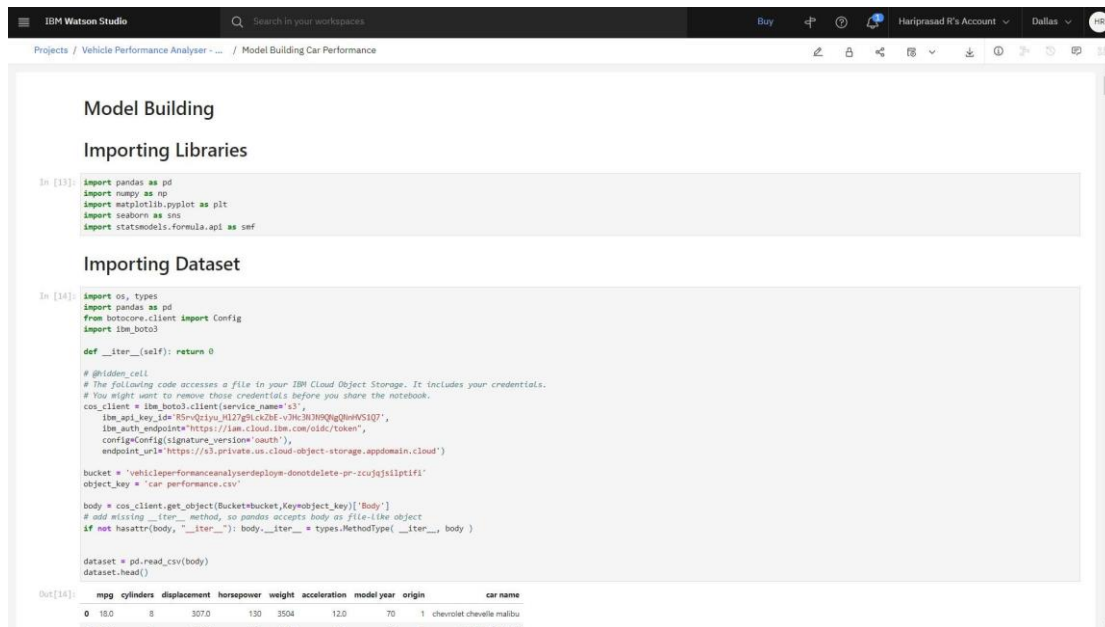 IBM Watson Studio
Search in your workspaces
Buy
Hariprasad R's Account
Dallas
HR
Projects / Vehicle Performance Analyser - ... / Model Building Car Performance
Model Building
Importing Libraries
In [13]: import pandas as pd
import numpy as np
import matplotlib.pyplot as plt
import seaborn as sns
import statsmodels.formula.api as smf
Importing Dataset
In [14]: import os, types
import pandas as pd
from botocore.client import Config
import ibm_boto3
def __iter__(self): return 0
# @hidden_cell
# The following code accesses a file in your IBM Cloud Object Storage. It includes your credentials.
# You might want to remove those credentials before you share the notebook.
cos_client = ibm_boto3.client(service_name='s3',
ibm_api_key_id='',
ibm_auth_endpoint="https://iam.cloud.ibm.com/oidc/token",
config=Config(signature_version='oauth'),
endpoint_url='https://s3.private.us.cloud-object-storage.appdomain.cloud')
bucket = 'vehicleperformanceanalyserdeploym-donotdelete-pr-zcujqjsilptifi'
object_key = 'car performance.csv'
body = cos_client.get_object(Bucket=bucket,Key=object_key)['Body']
# add missing __iter__ method, so pandas accepts body as file-like object
if not hasattr(body, "__iter__"): body.__iter__ = types.MethodType( __iter__, body )
dataset = pd.read_csv(body)
dataset.head()
Out[14]: mpg cylinders displacement horsepower weight acceleration model year origin car name
0 18.0 8 307.0 130 3504 12.0 70 1 chevrolet chevelle malibu